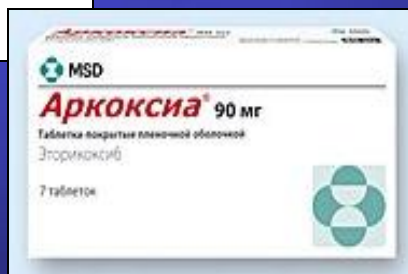 MSD
Аркоксиа® 90 мг
Таблетки покрытые пленочной оболочкой
Эторикоксиб
7 таблеток